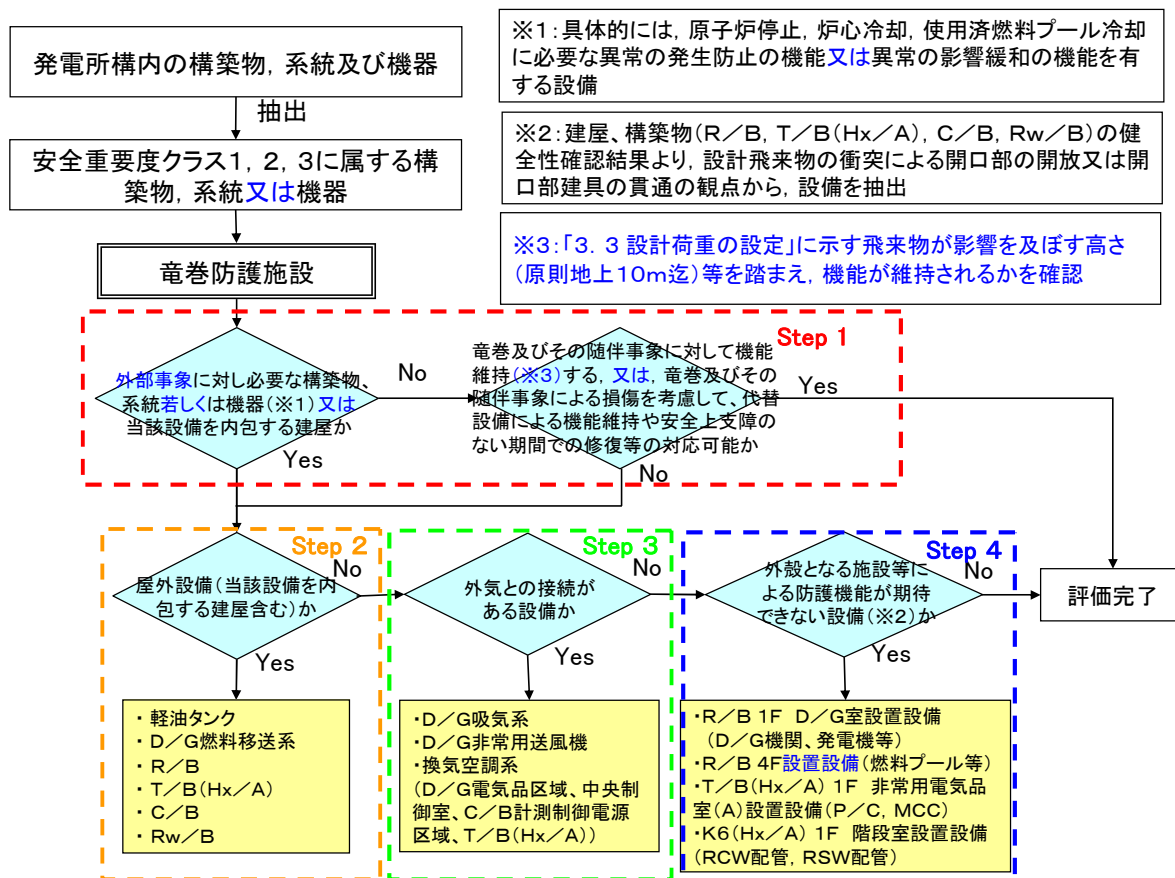 発電所構内の構築物，系統及び機器
抽出
安全重要度クラス１，２，３に属する構
築物，系統又は機器
竜巻防護施設
※１：具体的には，原子炉停止，炉心冷却，使用済燃料プール冷却
に必要な異常の発生防止の機能又は異常の影響緩和の機能を有
する設備
※２：建屋、構築物（Ｒ／Ｂ，Ｔ／Ｂ（Ｈｘ／Ａ），Ｃ／Ｂ，Ｒｗ／Ｂ）の健
全性確認結果より，設計飛来物の衝突による開口部の開放又は開
口部建具の貫通の観点から，設備を抽出
※３：「３．３ 設計荷重の設定」に示す飛来物が影響を及ぼす高さ
（原則地上１０ｍ迄）等を踏まえ，機能が維持されるかを確認
Step 1
外部事象に対し必要な構築物、
系統若しくは機器（※１）又は
当該設備を内包する建屋か
No
Yes
竜巻及びその随伴事象に対して機能
維持（※３）する，又は，竜巻及びその
随伴事象による損傷を考慮して、代替
設備による機能維持や安全上支障の
ない期間での修復等の対応可能か
Yes
No
Step 2
屋外設備（当該設備を内
包する建屋含む）か
No
Yes
・軽油タンク
・Ｄ／Ｇ燃料移送系
・Ｒ／Ｂ
・Ｔ／Ｂ（Ｈｘ／Ａ）
・Ｃ／Ｂ
・Ｒｗ／Ｂ
Step 3
外気との接続が
ある設備か
No
Yes
・Ｄ／Ｇ吸気系
・Ｄ／Ｇ非常用送風機
・換気空調系
（Ｄ／Ｇ電気品区域、中央制
御室、Ｃ／Ｂ計測制御電源
区域、Ｔ／Ｂ（Ｈｘ／Ａ））
Step 4
外殻となる施設等に
よる防護機能が期待
できない設備（※２）か
No
Yes
・Ｒ／Ｂ １Ｆ Ｄ／Ｇ室設置設備
（Ｄ／Ｇ機関、発電機等）
・Ｒ／Ｂ ４Ｆ設置設備（燃料プール等）
・Ｔ／Ｂ（Ｈｘ／Ａ） １Ｆ 非常用電気品
室（Ａ）設置設備（Ｐ／Ｃ，ＭＣＣ）
・Ｋ６（Ｈｘ／Ａ） １Ｆ 階段室設置設備
（ＲＣＷ配管，ＲＳＷ配管）
評価完了